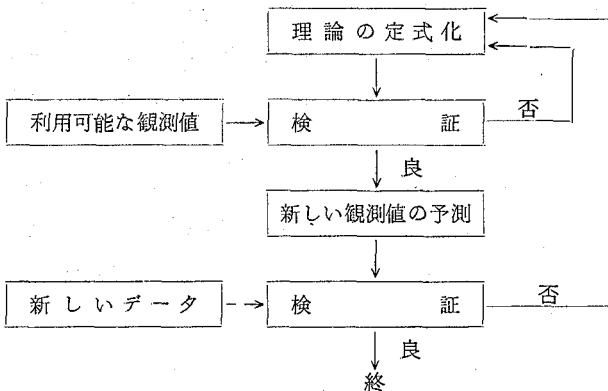 理論の定式化
否
利用可能な観測値
検証
良
新しい観測値の予測
否
新しいデータ
検証
良
終